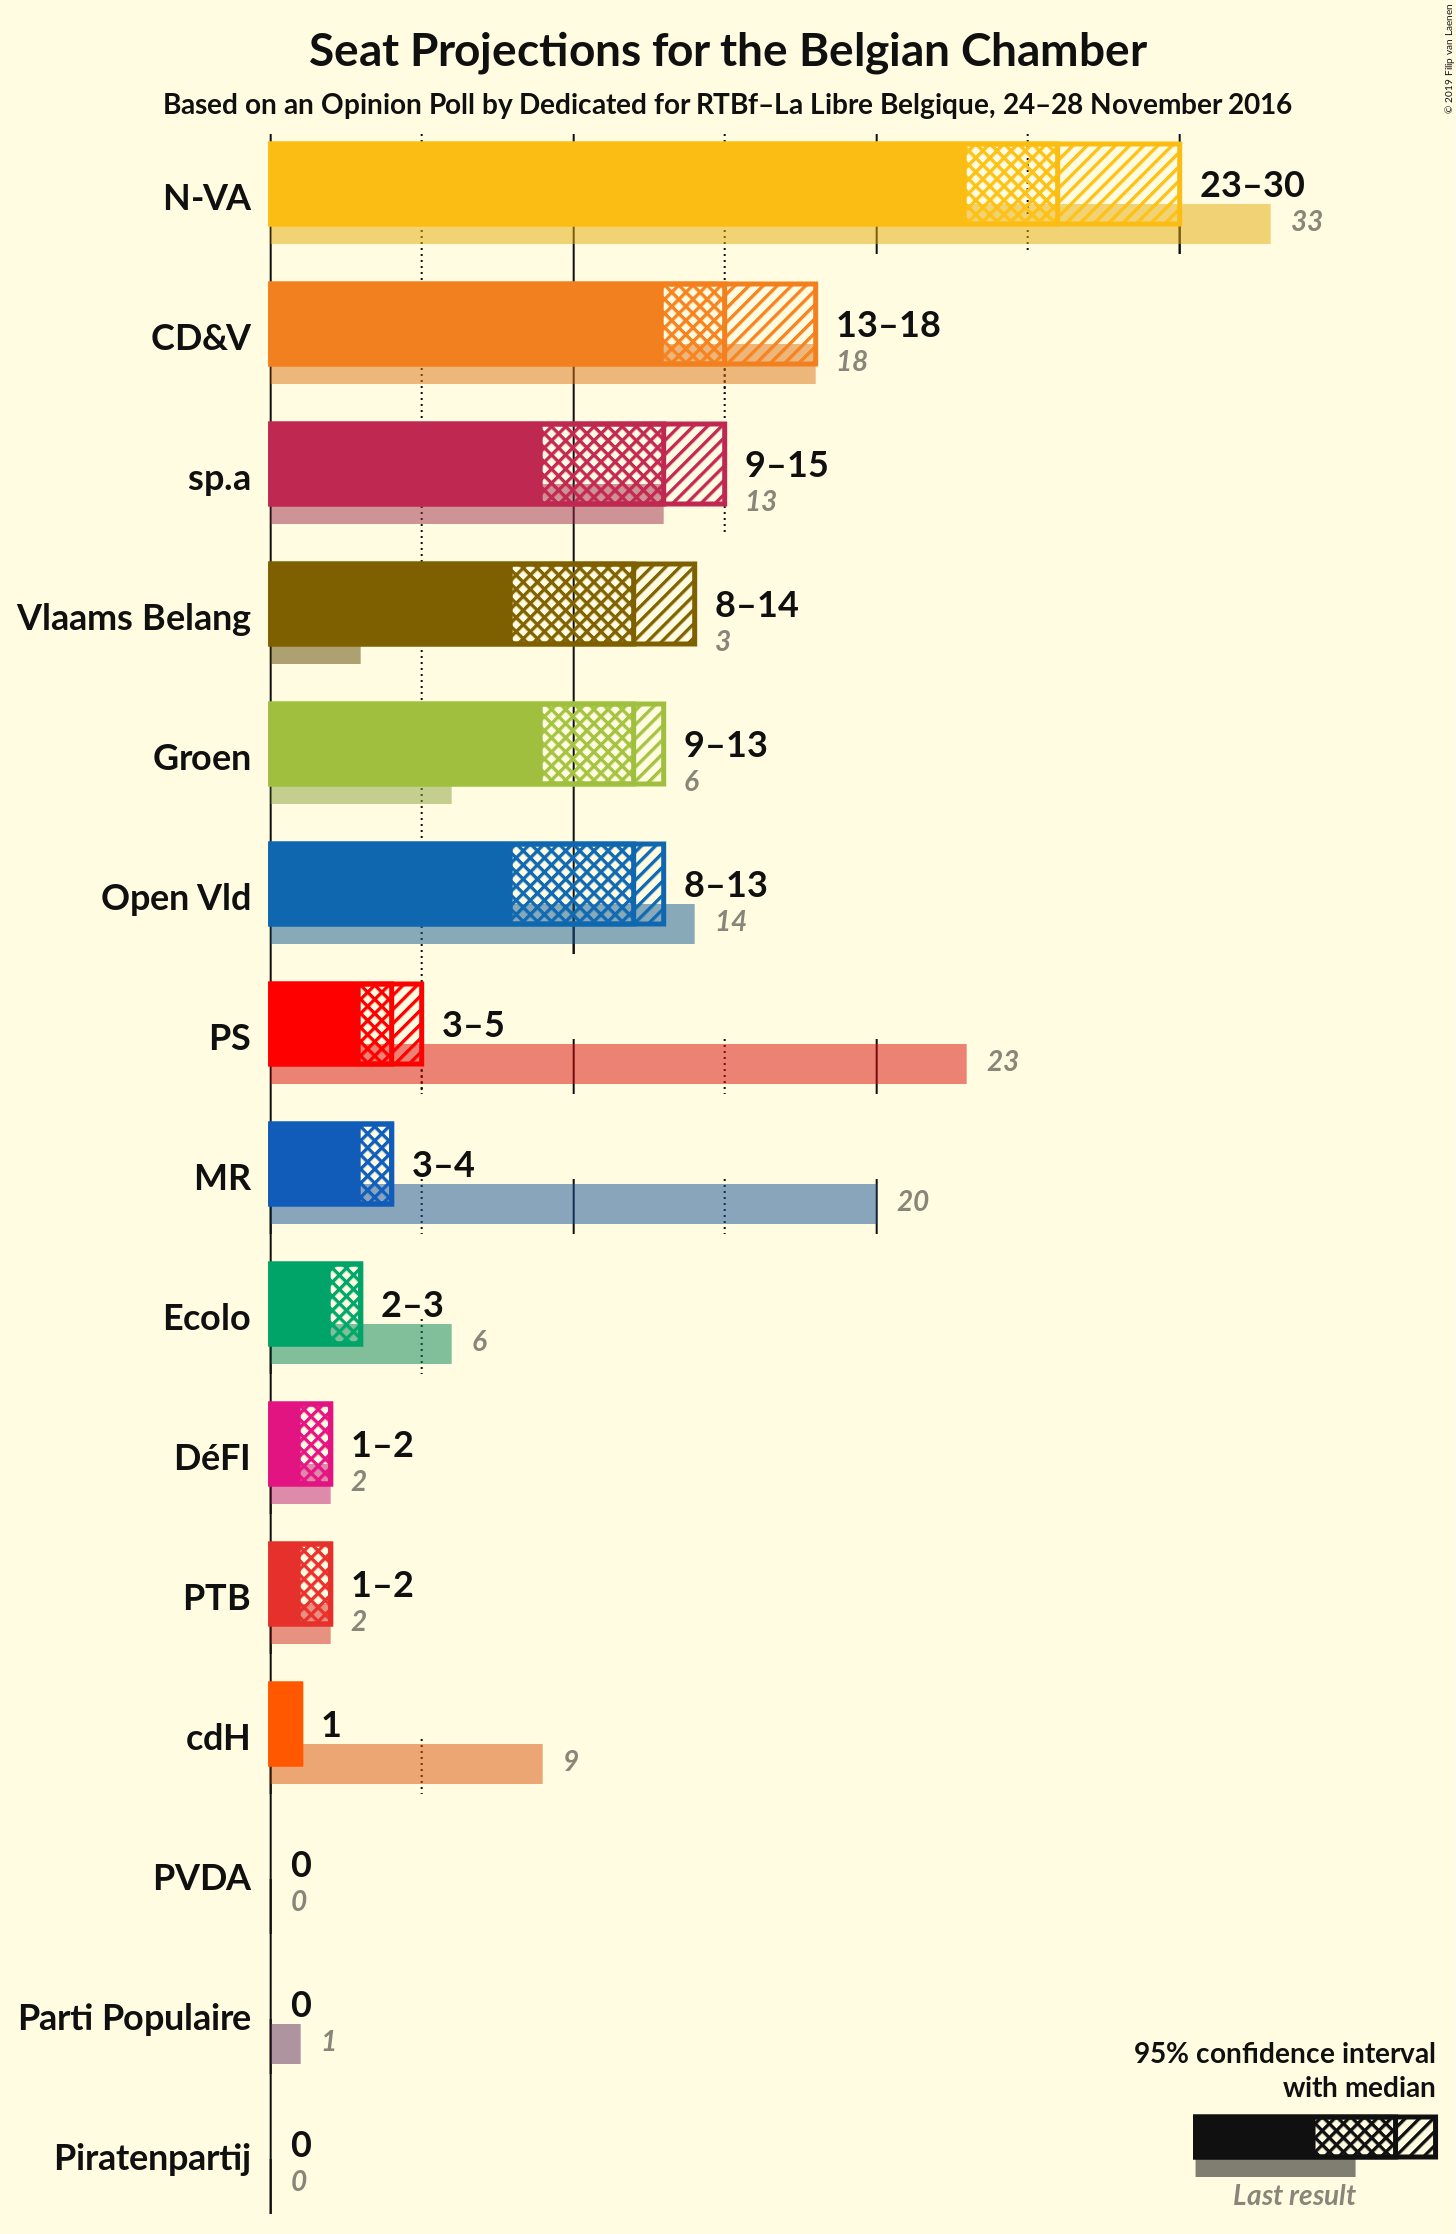 Seat Projections for the Belgian Chamber
Based on an Opinion Poll by Dedicated for RTBf–La Libre Belgique, 24–28 November 2016
© 2019 Filip van Laenen
N-VA
23–30
33
CD&V
13–18
18
sp.a
9–15
13
Vlaams Belang
8–14
3
Groen
9–13
6
Open Vld
8–13
14
PS
3–5
23
MR
3–4
20
Ecolo
2–3
6
DéFI
1–2
2
PTB
1–2
2
cdH
1
9
PVDA
0
0
Parti Populaire
0
1
Piratenpartij
0
0
95% confidence interval
with median
Last result